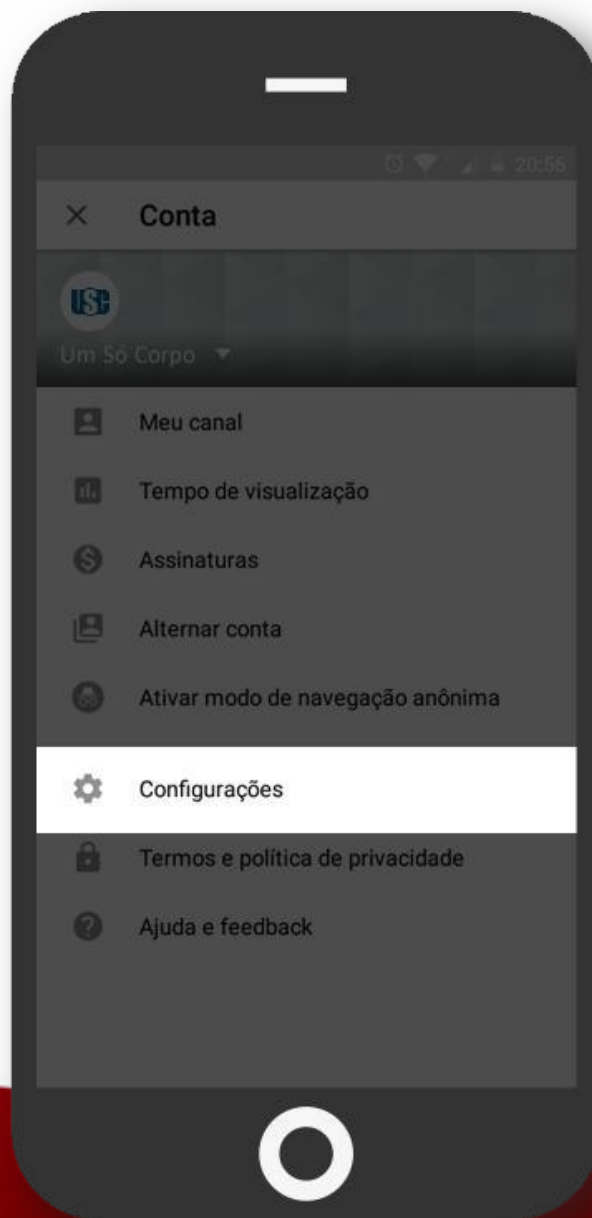 20:56
Conta
USC
Um Só Corpo
Meu canal
Tempo de visualização
Assinaturas
Alternar conta
Ativar modo de navegação anônima
Configurações
Termos e política de privacidade
Ajuda e feedback